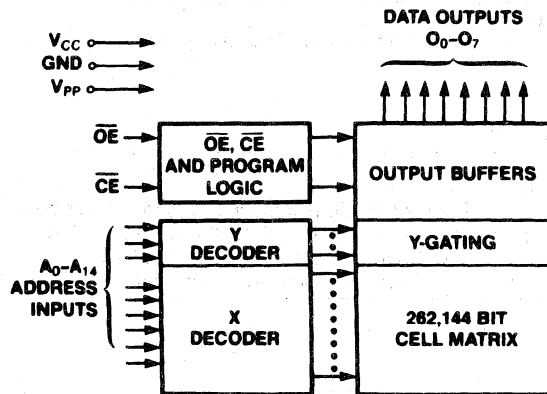 DATA OUTPUTS
O0–O7
VCC
GND
VPP
OE
CE
OE, CE
AND PROGRAM
LOGIC
OUTPUT BUFFERS
Y
DECODER
Y-GATING
A0–A14
ADDRESS
INPUTS
X
DECODER
262,144 BIT
CELL MATRIX